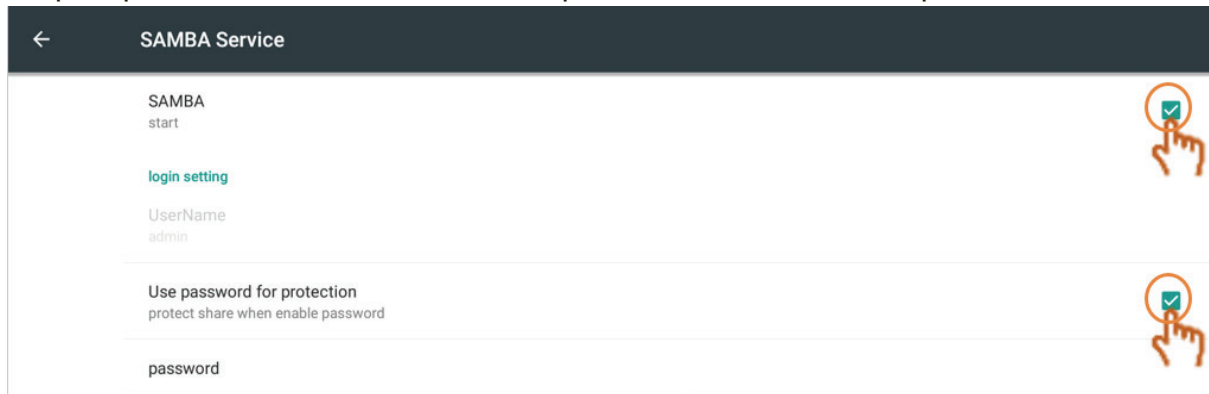 SAMBA Service
SAMBA
start
login setting
UserName
admin
Use password for protection
protect share when enable password
password